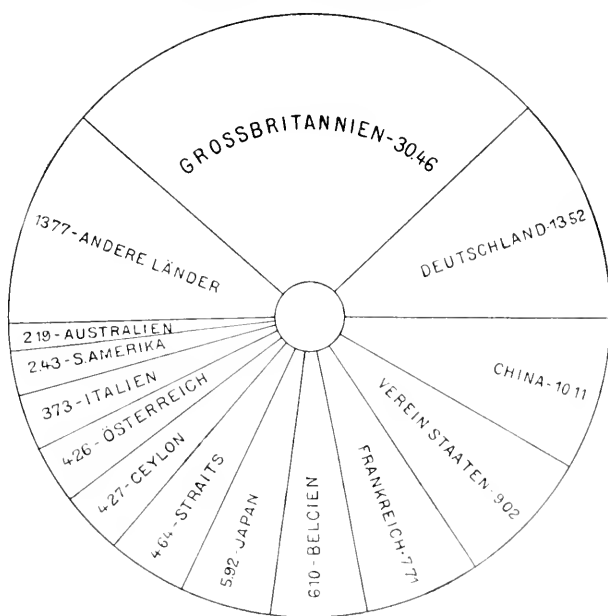 GROSSBRITANNIEN-30.46
DEUTSCHLAND-13.52
CHINA-10.11
VEREIN STAATEN-9.02
FRANKREICH-7.71
6.10-BELCIEN
5.92-JAPAN
4.64-STRAITS
4.27-CEYLON
4.26-ÖSTERREICH
3.73-ITALIEN
2.43-S.AMERIKA
2.19-AUSTRALIEN
13.77-ANDERE LÄNDER